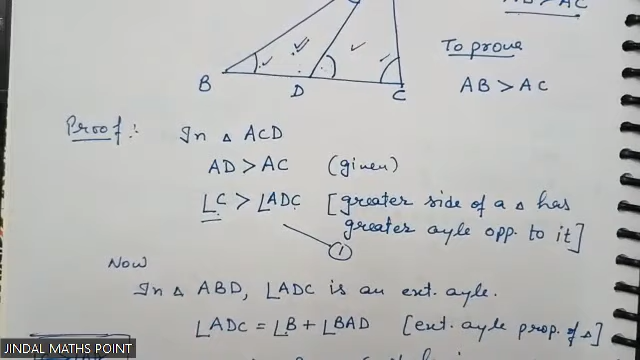 AD > AC
To prove
AB > AC
B
D
C
Proof :
In △ ACD
AD > AC (given)
∠C > ∠ADC [greater side of a △ has
greater angle opp. to it]
①
Now
In △ ABD, ∠ADC is an ext. angle.
∠ADC = ∠B + ∠BAD [ext. angle prop. of △]
JINDAL MATHS POINT